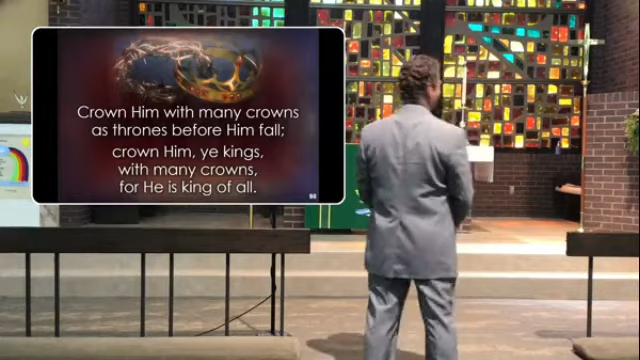 Crown Him with many crowns
as thrones before Him fall;
crown Him, ye kings,
with many crowns,
for He is king of all.